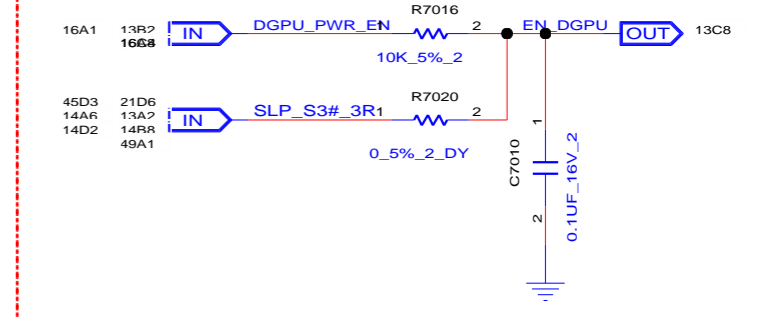 R7016
16A1 13B2 IN DGPU_PWR_EN 1 2 EN_DGPU OUT 13C8
10K_5%_2
R7020
45D3 21D6
14A6 13A2 IN SLP_S3#_3R 1 2
14D2 14B8
49A1
0_5%_2_DY
1
C7010
0.1UF_16V_2
2